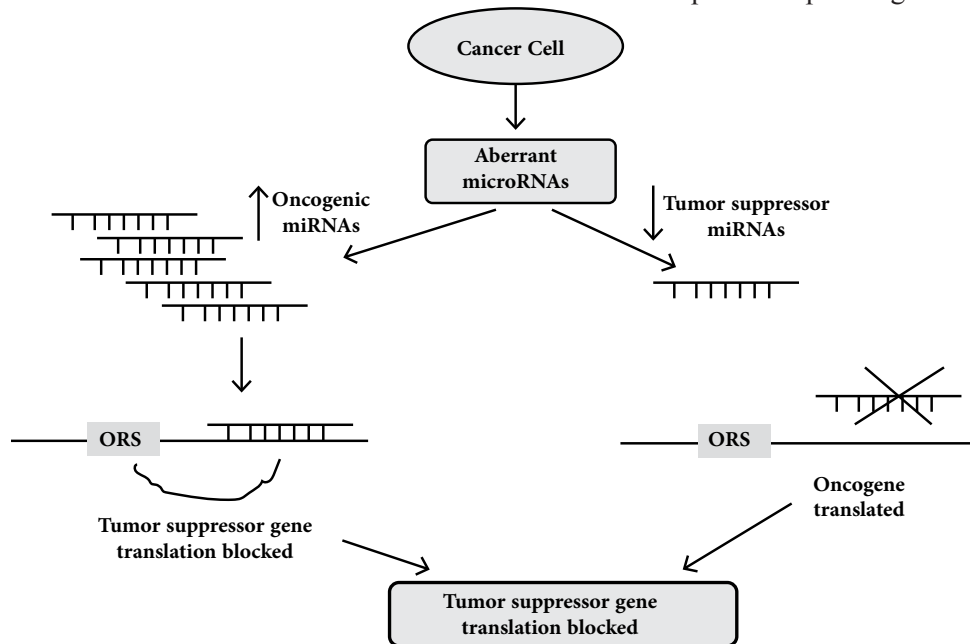 Cancer Cell
Aberrant
microRNAs
Oncogenic
miRNAs
Tumor suppressor
miRNAs
ORS
ORS
Tumor suppressor gene
translation blocked
Oncogene
translated
Tumor suppressor gene
translation blocked